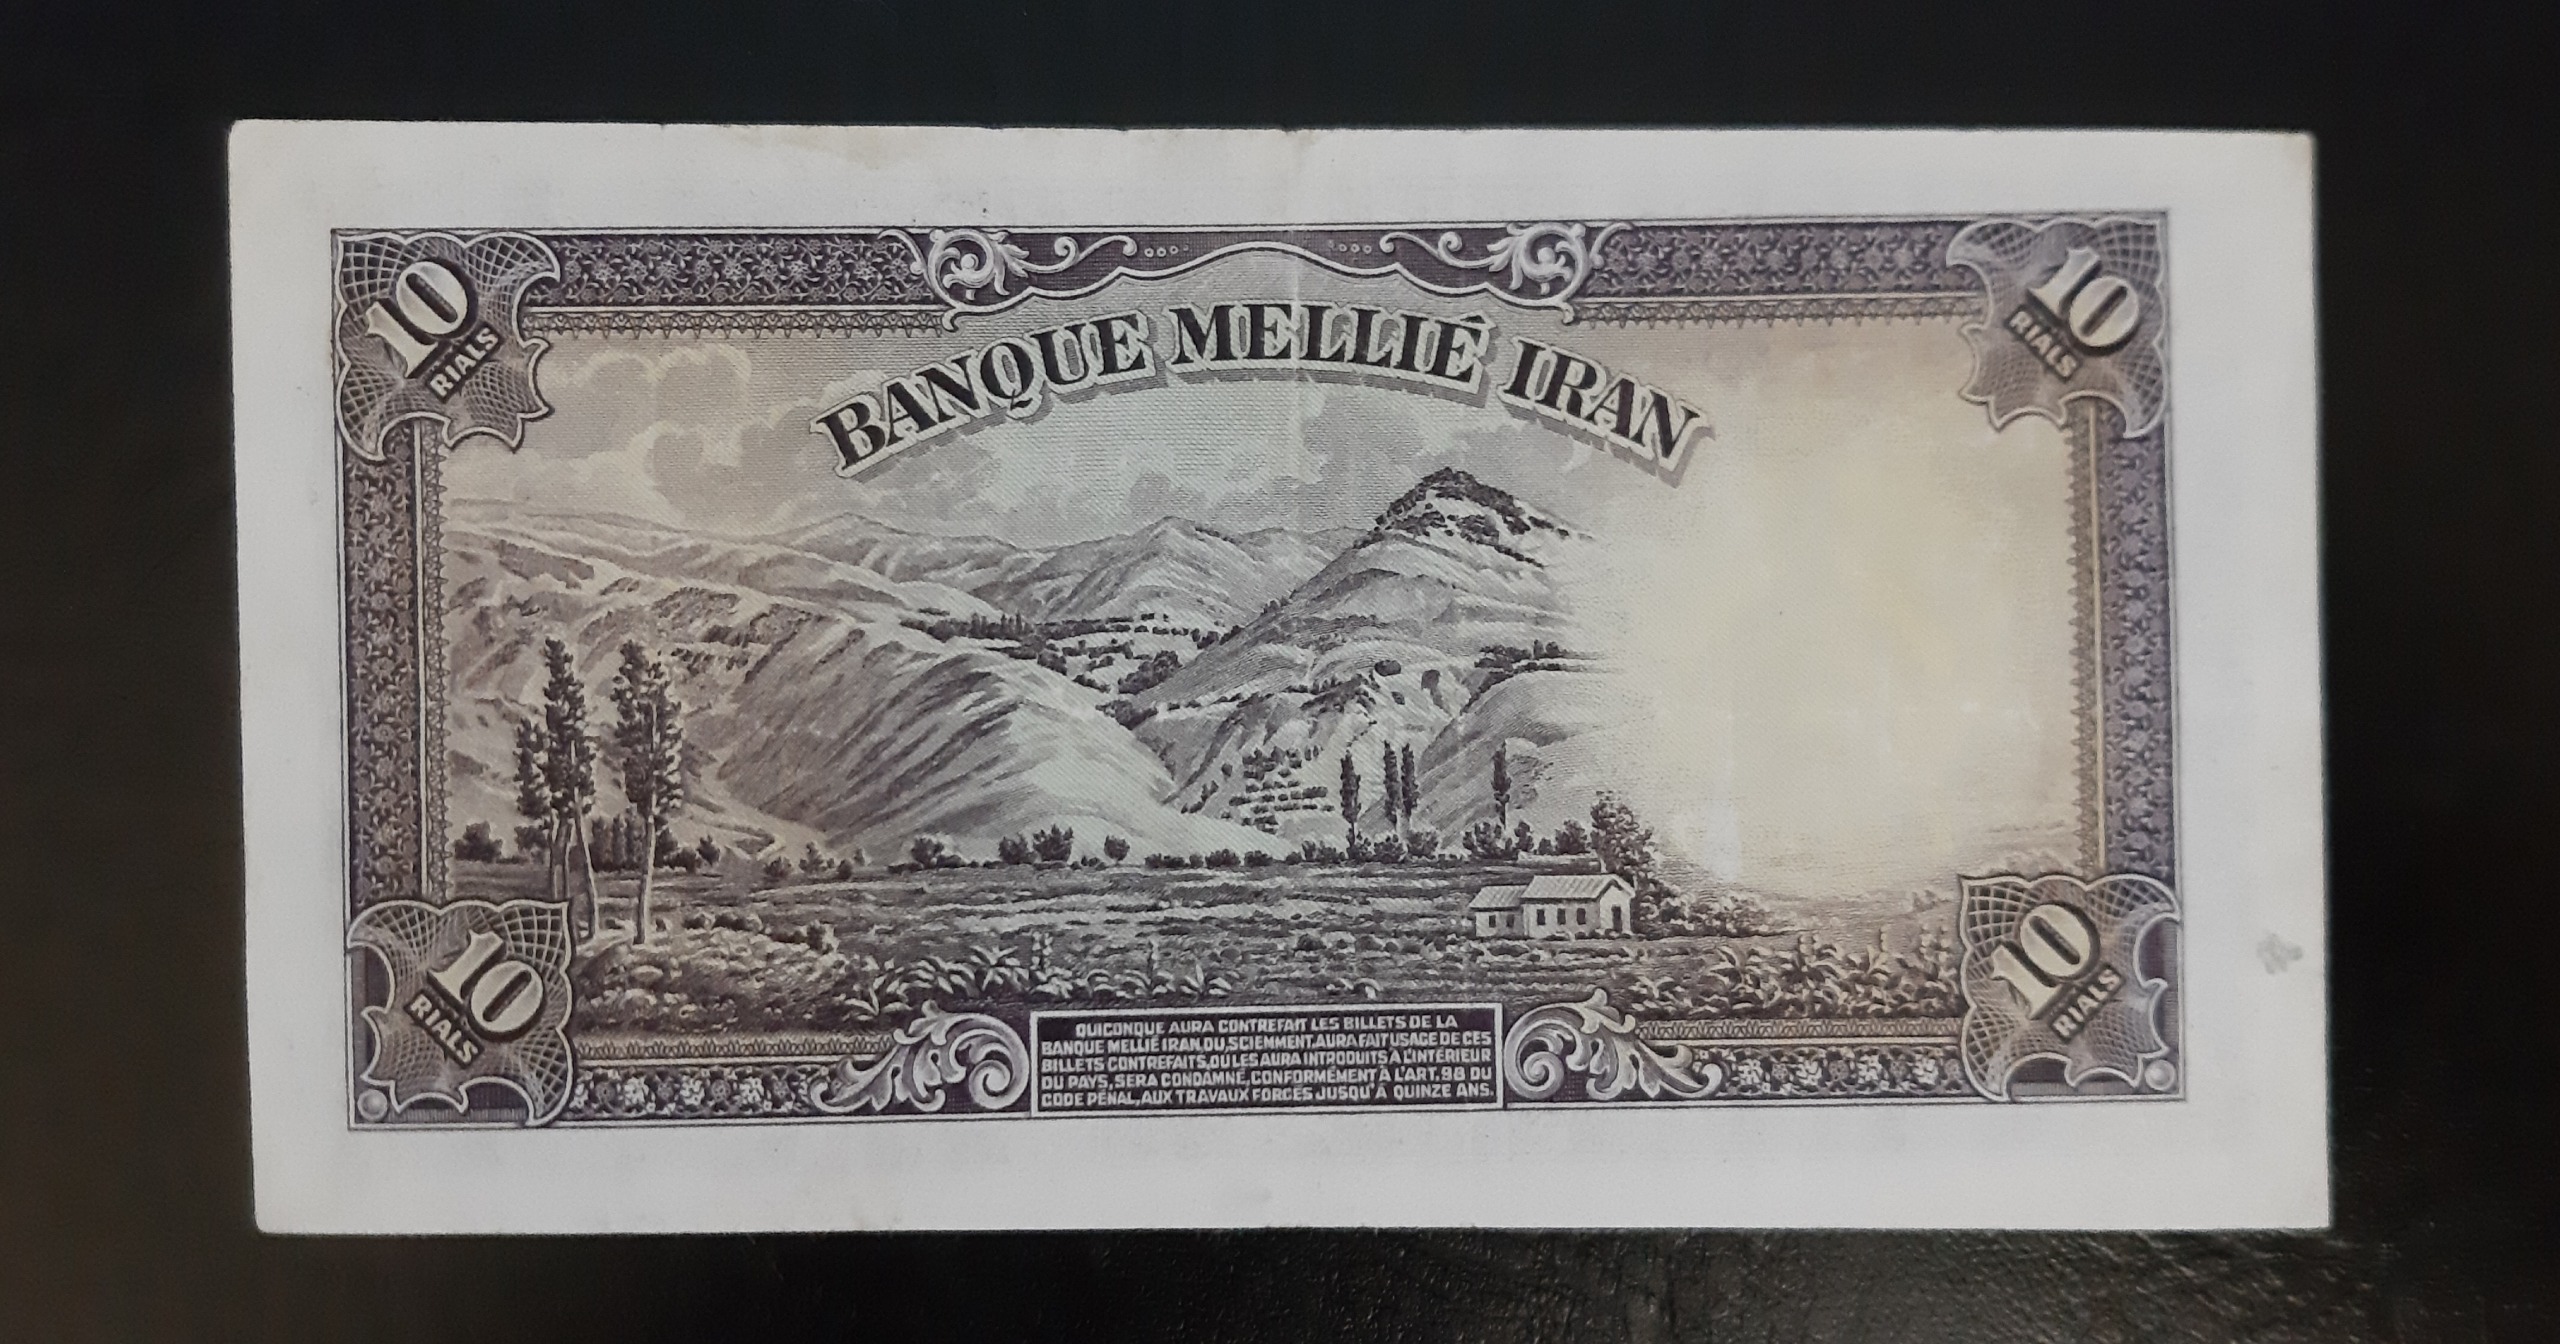 10 RIALS
10 RIALS
BANQUE MELLIÉ IRAN
10 RIALS
10 RIALS
QUICONQUE AURA CONTREFAIT LES BILLETS DE LA
BANQUE MELLIÉ IRAN, OU, SCIEMMENT, AURA FAIT USAGE DE CES
BILLETS CONTREFAITS, OU LES AURA INTRODUITS À L'INTÉRIEUR
DU PAYS, SERA CONDAMNÉ, CONFORMÉMENT À L'ART. 98 DU
CODE PÉNAL, AUX TRAVAUX FORCÉS JUSQU'À QUINZE ANS.